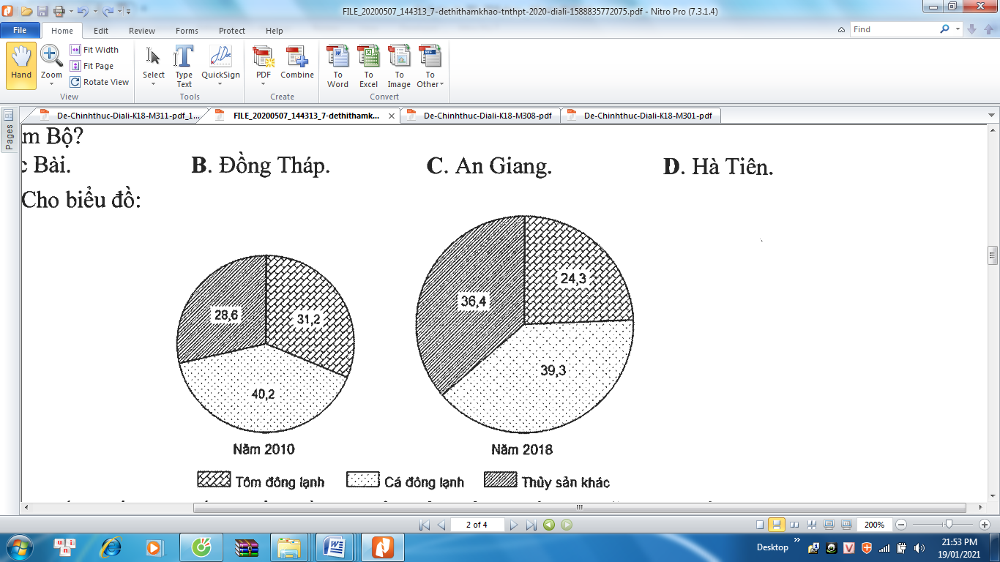 FILE_20200507_144313_7-dethithamkhao-tnthpt-2020-diali-1588835772075.pdf - Nitro Pro (7.3.1.4)
File Home Edit Review Forms Protect Help Find
Hand Zoom Fit Width Fit Page Rotate View Select Type Text QuickSign PDF Combine To Word To Excel To Image To Other
View Tools Create Convert
De-Chinhthuc-Diali-K18-M311-pdf_1... FILE_20200507_144313_7-dethithamk... De-Chinhthuc-Diali-K18-M308-pdf De-Chinhthuc-Diali-K18-M301-pdf
Pages
m Bộ?
c Bài. B. Đồng Tháp. C. An Giang. D. Hà Tiên.
Cho biểu đồ:
28,6 31,2 40,2
36,4 24,3 39,3
Năm 2010 Năm 2018
Tôm đông lạnh Cá đông lạnh Thủy sản khác
2 of 4 200%
Desktop 21:53 PM
19/01/2021